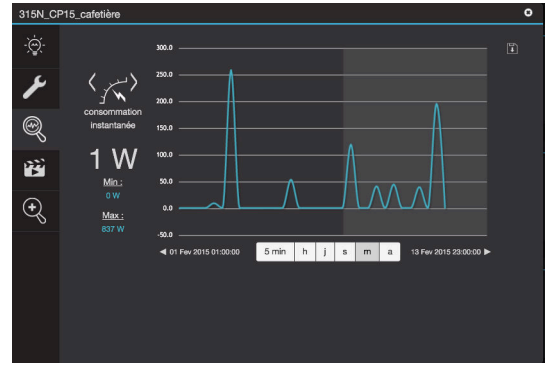 315N_CP15_cafetière
consommation
instantanée
1 W
Min :
0 W
Max :
837 W
300.0
250.0
200.0
150.0
100.0
50.0
0.0
-50.0
01 Fev 2015 01:00:00
5 min h j s m a
13 Fev 2015 23:00:00